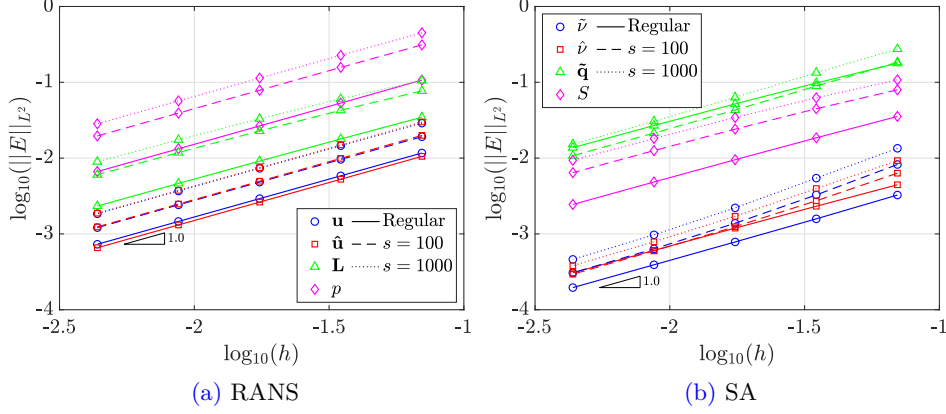 0
-1
-2
-3
-4
log₁₀(||E||_{L²})
1.0
u Regular
û s = 100
L s = 1000
p
-2.5 -2 -1.5 -1
log₁₀(h)
(a) RANS
0
-1
-2
-3
-4
log₁₀(||E||_{L²})
ν̃ Regular
ν̂ s = 100
q̃ s = 1000
S
1.0
-2.5 -2 -1.5 -1
log₁₀(h)
(b) SA